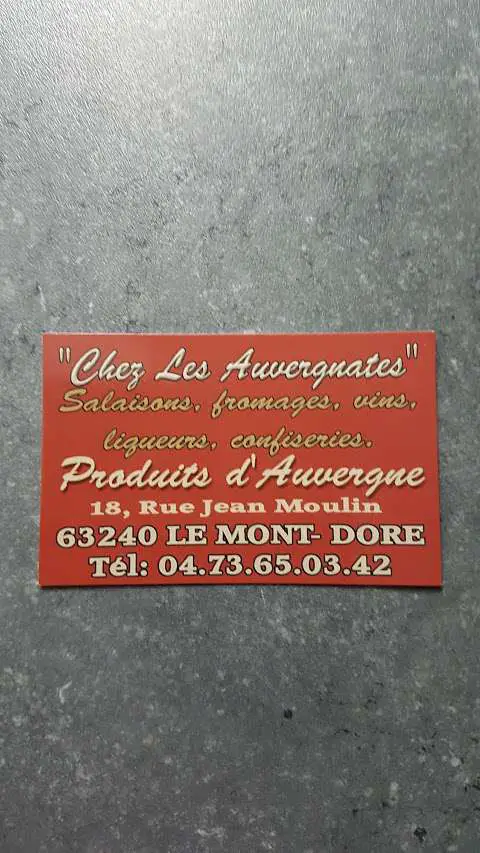 "Chez Les Auvergnates"
Salaisons, fromages, vins,
liqueurs, confiseries.
Produits d'Auvergne
18, Rue Jean Moulin
63240 LE MONT- DORE
Tél: 04.73.65.03.42